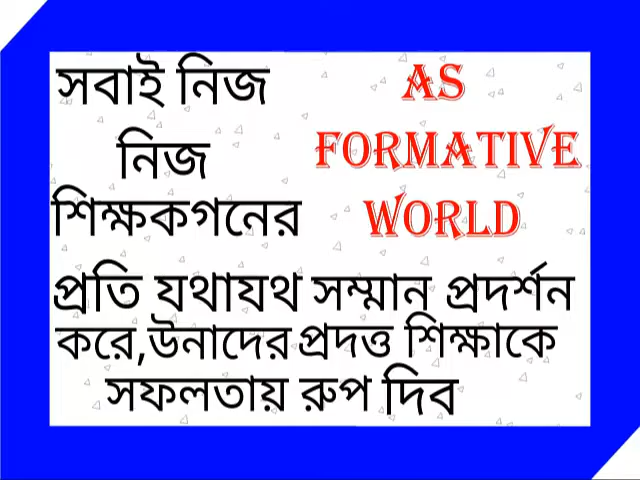 সবাই নিজ
নিজ
শিক্ষকগনের
AS
FORMATIVE
WORLD
প্রতি যথাযথ সম্মান প্রদর্শন
করে,উনাদের প্রদত্ত শিক্ষাকে
সফলতায় রুপ দিব